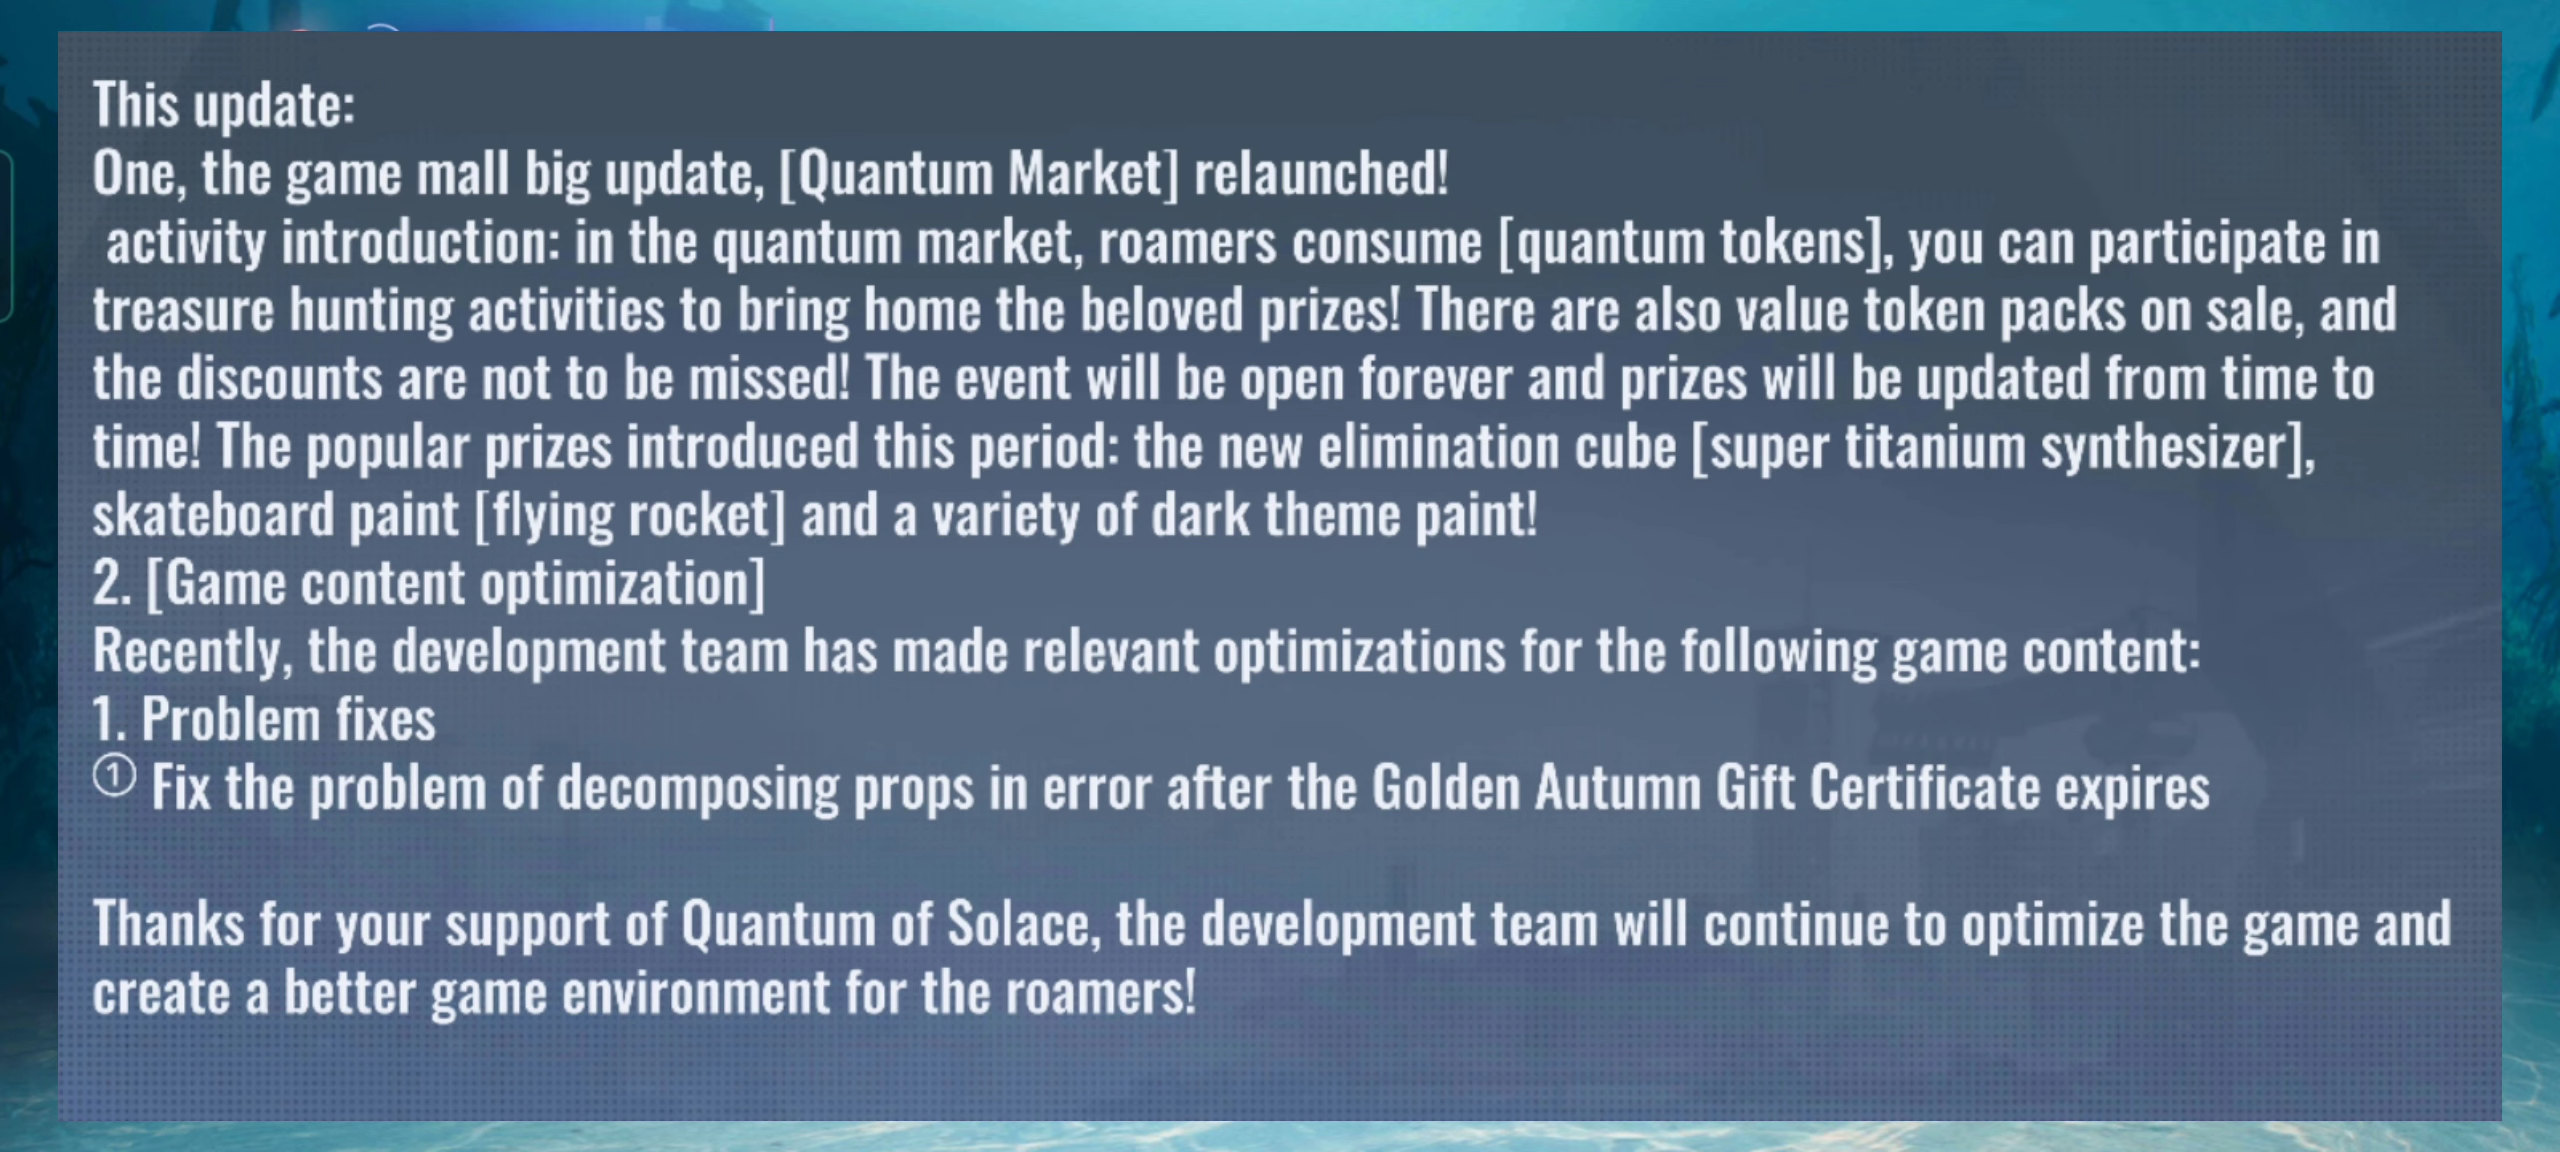 This update:
One, the game mall big update, [Quantum Market] relaunched!
activity introduction: in the quantum market, roamers consume [quantum tokens], you can participate in
treasure hunting activities to bring home the beloved prizes! There are also value token packs on sale, and
the discounts are not to be missed! The event will be open forever and prizes will be updated from time to
time! The popular prizes introduced this period: the new elimination cube [super titanium synthesizer],
skateboard paint [flying rocket] and a variety of dark theme paint!
2. [Game content optimization]
Recently, the development team has made relevant optimizations for the following game content:
1. Problem fixes
① Fix the problem of decomposing props in error after the Golden Autumn Gift Certificate expires
Thanks for your support of Quantum of Solace, the development team will continue to optimize the game and
create a better game environment for the roamers!